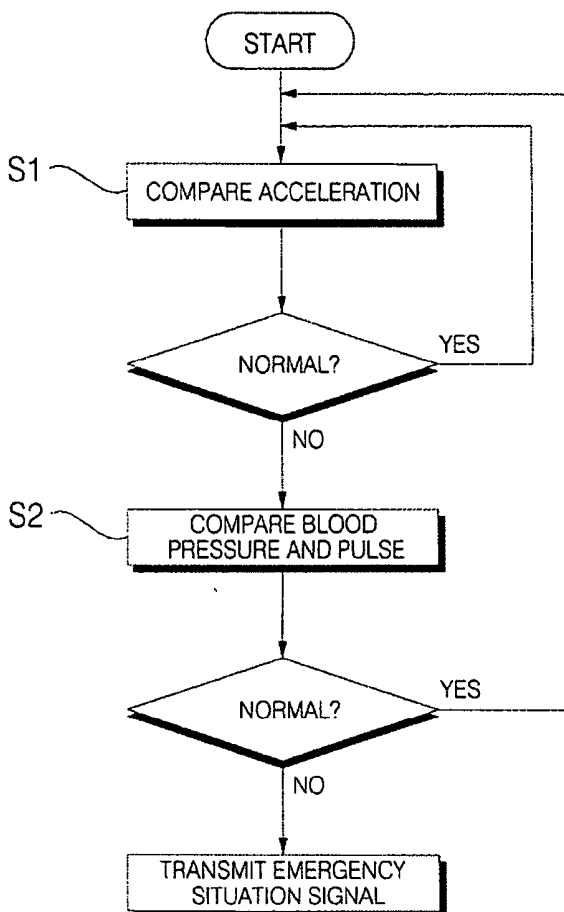 START
S1
COMPARE ACCELERATION
NORMAL?
YES
NO
S2
COMPARE BLOOD
PRESSURE AND PULSE
NORMAL?
YES
NO
TRANSMIT EMERGENCY
SITUATION SIGNAL